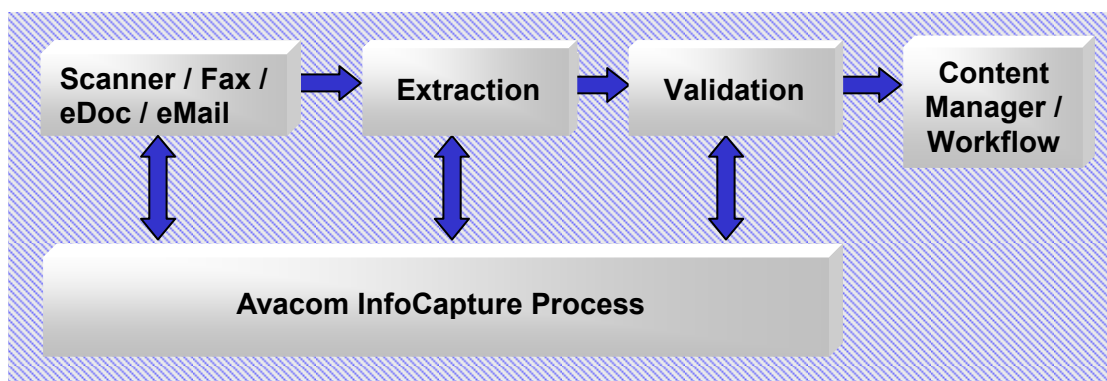 Scanner / Fax /
eDoc / eMail
Extraction
Validation
Content
Manager /
Workflow
Avacom InfoCapture Process